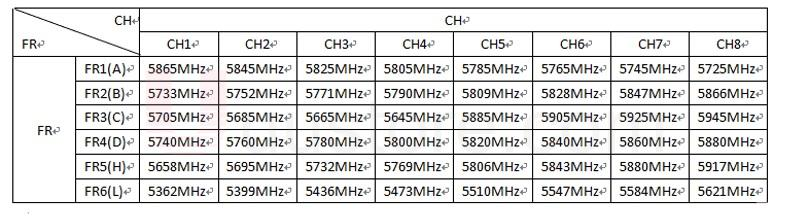 CH CH
FR CH1 CH2 CH3 CH4 CH5 CH6 CH7 CH8
FR1(A) 5865MHz 5845MHz 5825MHz 5805MHz 5785MHz 5765MHz 5745MHz 5725MHz
FR2(B) 5733MHz 5752MHz 5771MHz 5790MHz 5809MHz 5828MHz 5847MHz 5866MHz
FR3(C) 5705MHz 5685MHz 5665MHz 5645MHz 5885MHz 5905MHz 5925MHz 5945MHz
FR FR4(D) 5740MHz 5760MHz 5780MHz 5800MHz 5820MHz 5840MHz 5860MHz 5880MHz
FR5(H) 5658MHz 5695MHz 5732MHz 5769MHz 5806MHz 5843MHz 5880MHz 5917MHz
FR6(L) 5362MHz 5399MHz 5436MHz 5473MHz 5510MHz 5547MHz 5584MHz 5621MHz